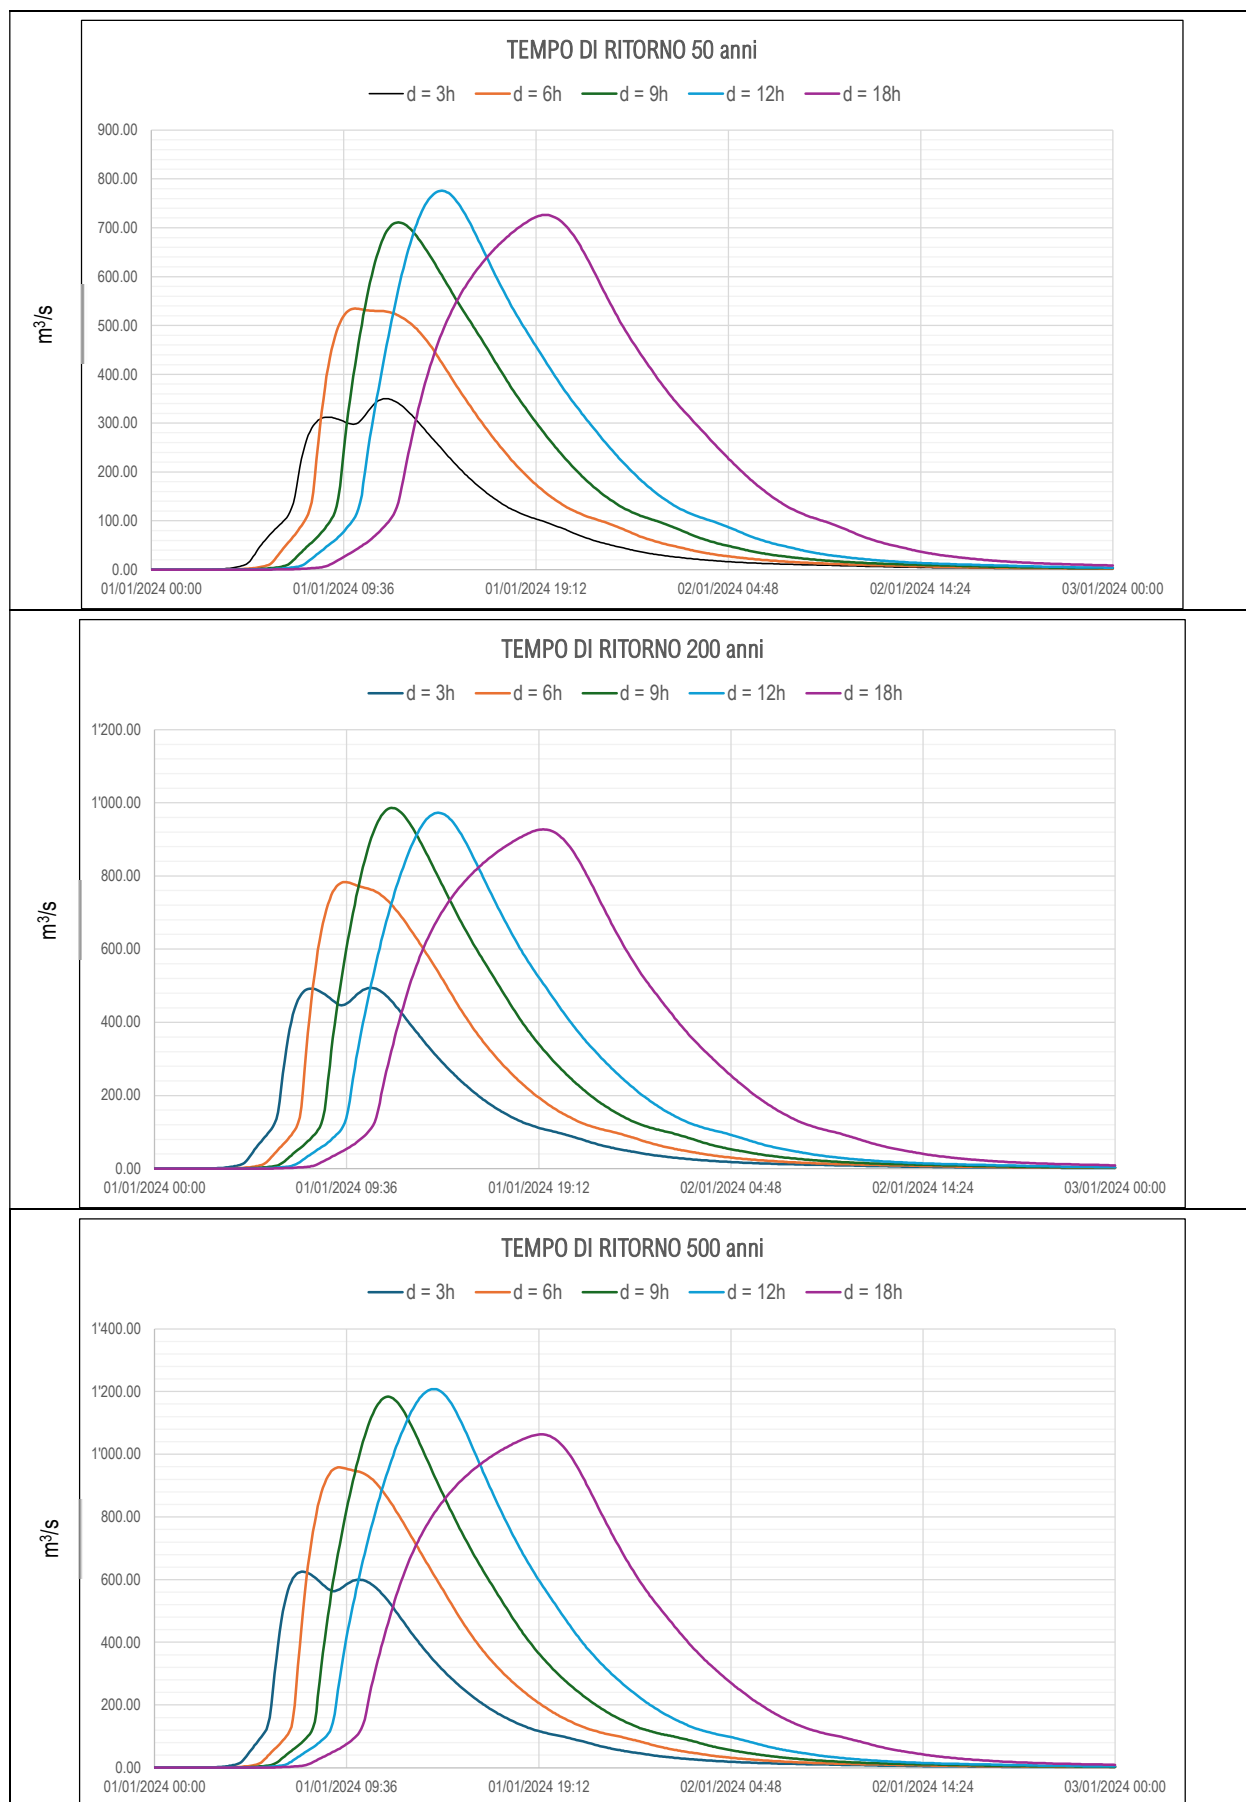 TEMPO DI RITORNO 50 anni
d = 3h d = 6h d = 9h d = 12h d = 18h
900.00
800.00
700.00
600.00
500.00
400.00
300.00
200.00
100.00
0.00
m³/s
01/01/2024 00:00 01/01/2024 09:36 01/01/2024 19:12 02/01/2024 04:48 02/01/2024 14:24 03/01/2024 00:00
TEMPO DI RITORNO 200 anni
d = 3h d = 6h d = 9h d = 12h d = 18h
1'200.00
1'000.00
800.00
600.00
400.00
200.00
0.00
m³/s
01/01/2024 00:00 01/01/2024 09:36 01/01/2024 19:12 02/01/2024 04:48 02/01/2024 14:24 03/01/2024 00:00
TEMPO DI RITORNO 500 anni
d = 3h d = 6h d = 9h d = 12h d = 18h
1'400.00
1'200.00
1'000.00
800.00
600.00
400.00
200.00
0.00
m³/s
01/01/2024 00:00 01/01/2024 09:36 01/01/2024 19:12 02/01/2024 04:48 02/01/2024 14:24 03/01/2024 00:00